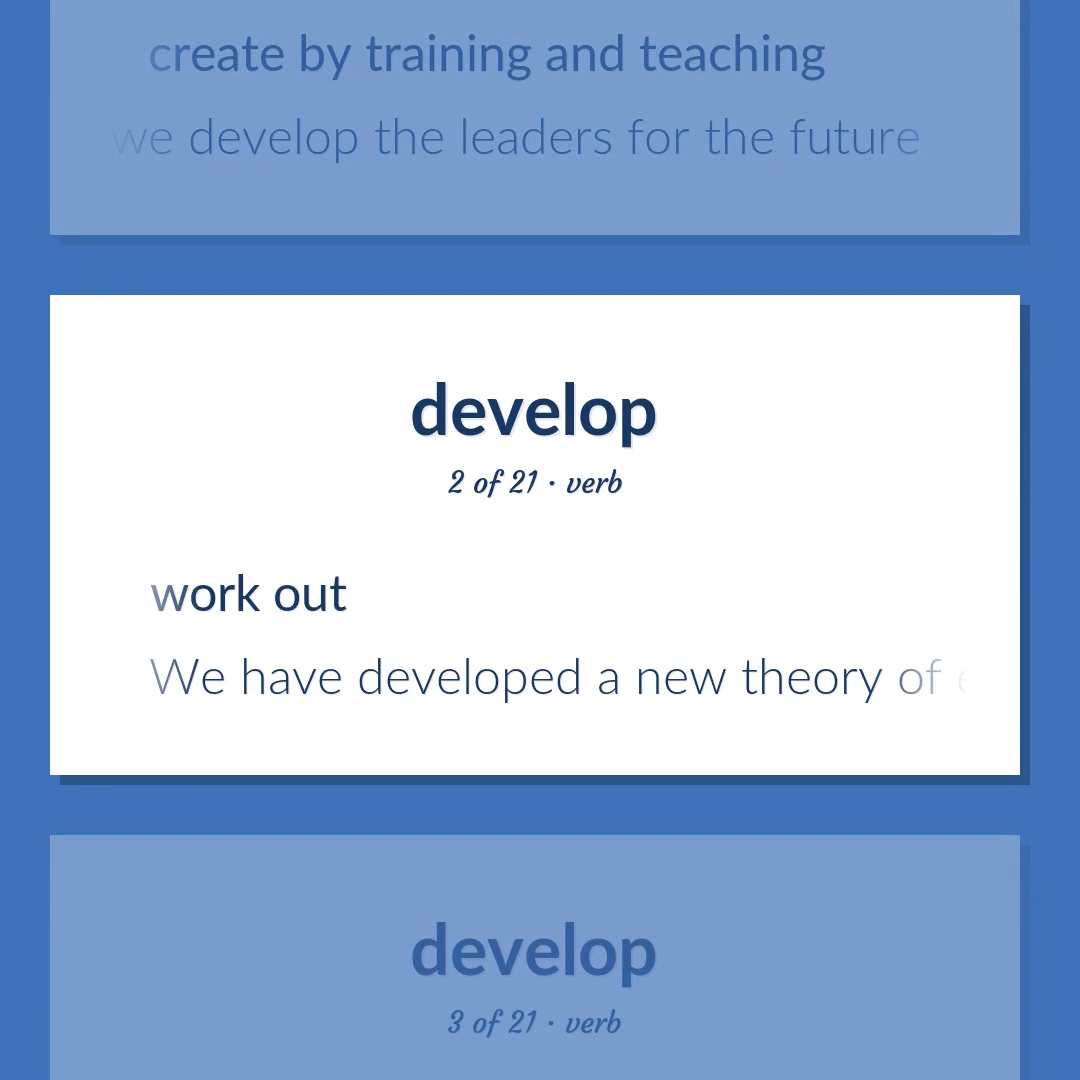 create by training and teaching
we develop the leaders for the future
develop
2 of 21 · verb
work out
We have developed a new theory of
develop
3 of 21 · verb